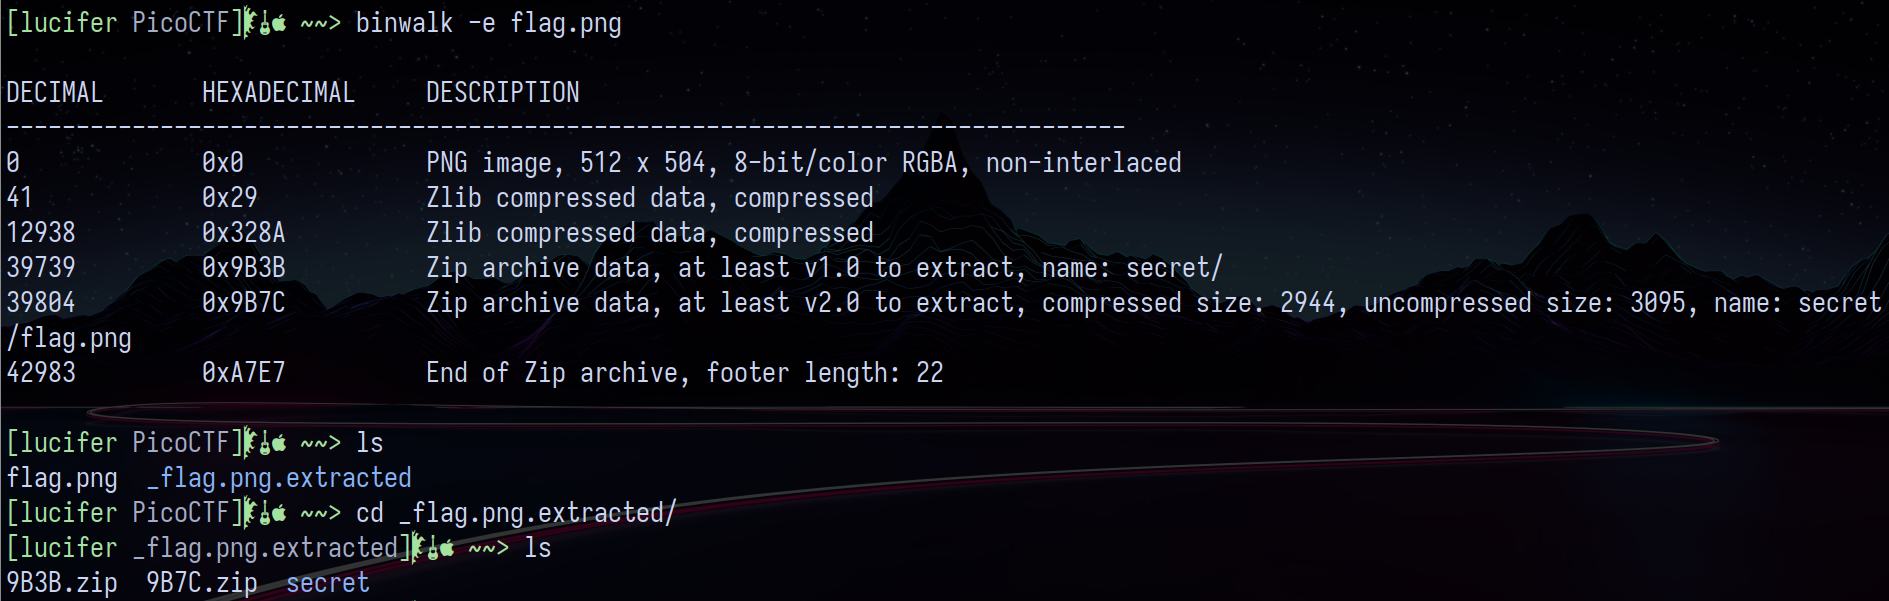 [lucifer PicoCTF] ~~> binwalk -e flag.png
DECIMAL       HEXADECIMAL     DESCRIPTION
--------------------------------------------------------------------------------
0             0x0             PNG image, 512 x 504, 8-bit/color RGBA, non-interlaced
41            0x29            Zlib compressed data, compressed
12938         0x328A          Zlib compressed data, compressed
39739         0x9B3B          Zip archive data, at least v1.0 to extract, name: secret/
39804         0x9B7C          Zip archive data, at least v2.0 to extract, compressed size: 2944, uncompressed size: 3095, name: secret
/flag.png
42983         0xA7E7          End of Zip archive, footer length: 22
[lucifer PicoCTF] ~~> ls
flag.png  _flag.png.extracted
[lucifer PicoCTF] ~~> cd _flag.png.extracted/
[lucifer _flag.png.extracted] ~~> ls
9B3B.zip  9B7C.zip  secret